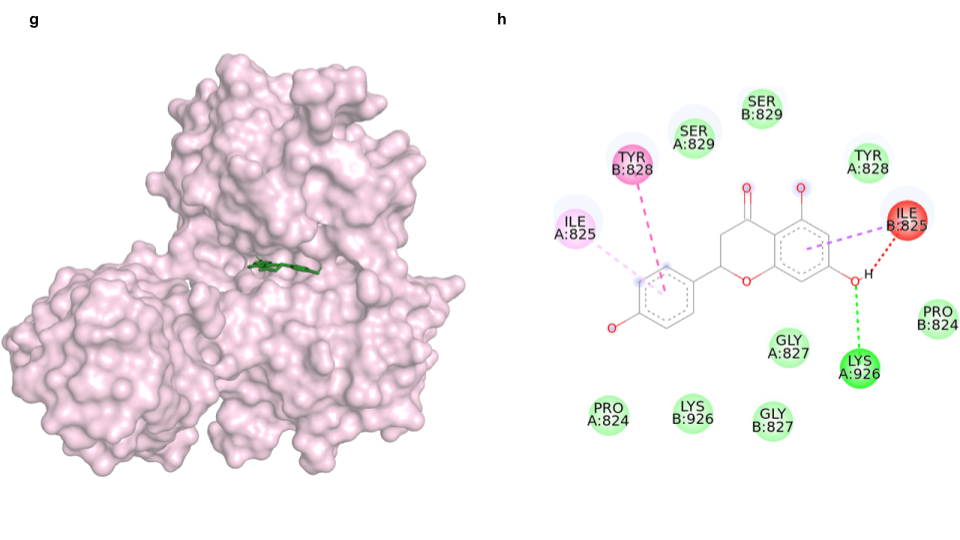 g
h
SER
B:829
SER
A:829
TYR
B:828
TYR
A:828
ILE
A:825
ILE
B:825
O
O
O
O
H
O
PRO
B:824
GLY
A:827
LYS
A:926
PRO
A:824
LYS
B:926
GLY
B:827